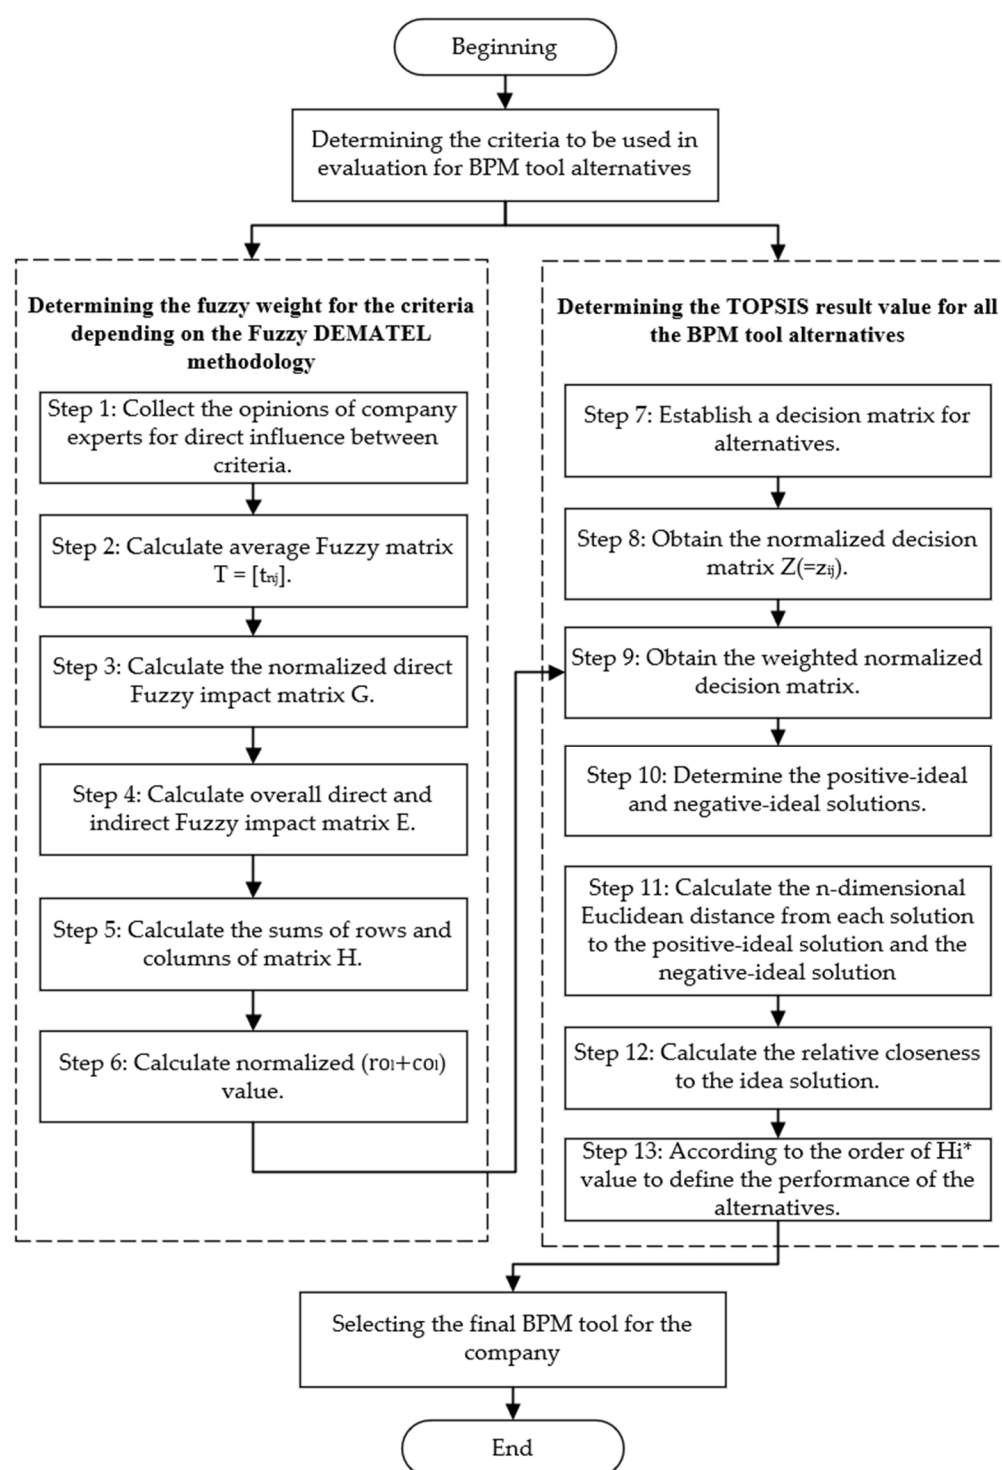 Beginning
Determining the criteria to be used in
evaluation for BPM tool alternatives
Determining the fuzzy weight for the criteria
depending on the Fuzzy DEMATEL
methodology
Step 1: Collect the opinions of company
experts for direct influence between
criteria.
Step 2: Calculate average Fuzzy matrix
T = [tnj].
Step 3: Calculate the normalized direct
Fuzzy impact matrix G.
Step 4: Calculate overall direct and
indirect Fuzzy impact matrix E.
Step 5: Calculate the sums of rows and
columns of matrix H.
Step 6: Calculate normalized (rol+col)
value.
Determining the TOPSIS result value for all
the BPM tool alternatives
Step 7: Establish a decision matrix for
alternatives.
Step 8: Obtain the normalized decision
matrix Z(=zij).
Step 9: Obtain the weighted normalized
decision matrix.
Step 10: Determine the positive-ideal
and negative-ideal solutions.
Step 11: Calculate the n-dimensional
Euclidean distance from each solution
to the positive-ideal solution and the
negative-ideal solution
Step 12: Calculate the relative closeness
to the idea solution.
Step 13: According to the order of Hi*
value to define the performance of the
alternatives.
Selecting the final BPM tool for the
company
End